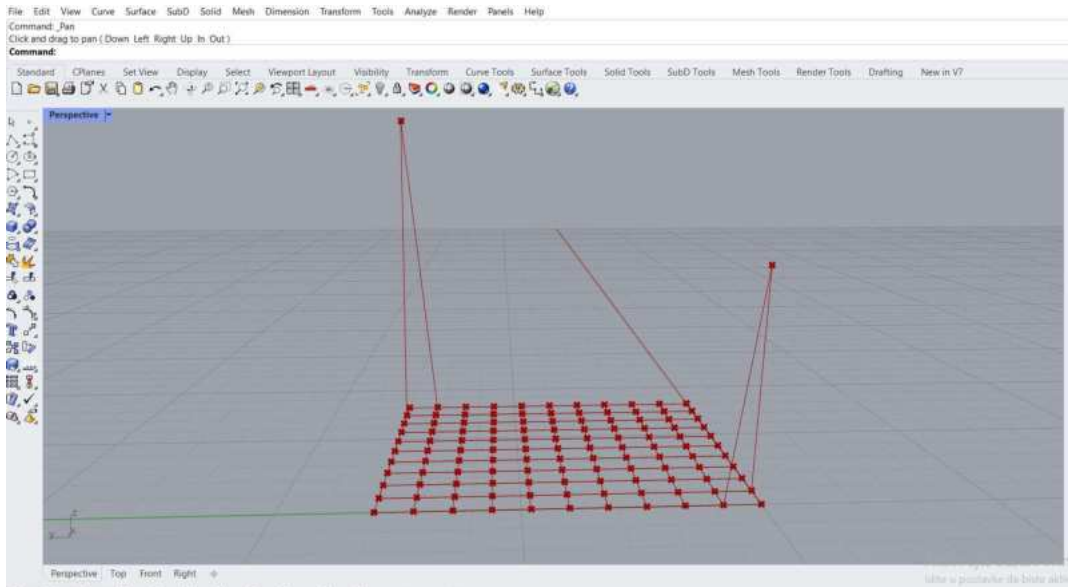 File Edit View Curve Surface SubD Solid Mesh Dimension Transform Tools Analyze Render Panels Help
Command: _Pan
Click and drag to pan ( Down Left Right Up In Out )
Command:
Standard CPlanes Set View Display Select Viewport Layout Visibility Transform Curve Tools Surface Tools Solid Tools SubD Tools Mesh Tools Render Tools Drafting New in V7
Perspective
z
Perspective Top Front Right